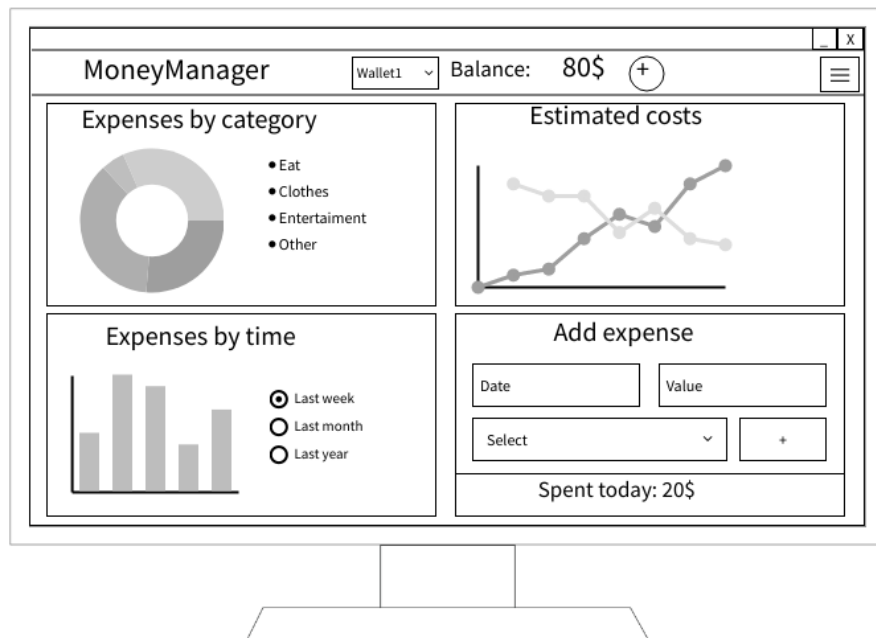 _ X
MoneyManager Wallet1 Balance: 80$ +
Expenses by category
Eat
Clothes
Entertaiment
Other
Estimated costs
Expenses by time
Last week
Last month
Last year
Add expense
Date Value
Select +
Spent today: 20$